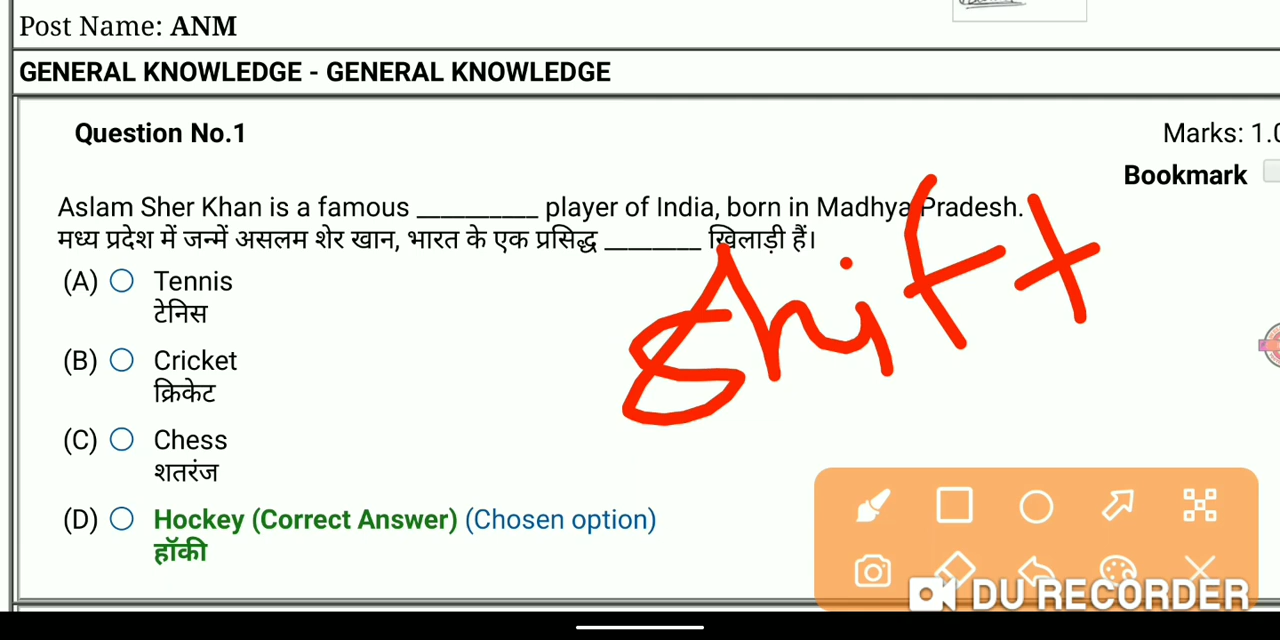 Post Name: ANM
GENERAL KNOWLEDGE - GENERAL KNOWLEDGE
Question No.1
Marks: 1.0
Bookmark
Aslam Sher Khan is a famous __________ player of India, born in Madhya Pradesh.
मध्य प्रदेश में जन्में असलम शेर खान, भारत के एक प्रसिद्ध ________ खिलाड़ी हैं।
Shift
(A) Tennis
टेनिस
(B) Cricket
क्रिकेट
(C) Chess
शतरंज
(D) Hockey (Correct Answer) (Chosen option)
हॉकी
DU RECORDER